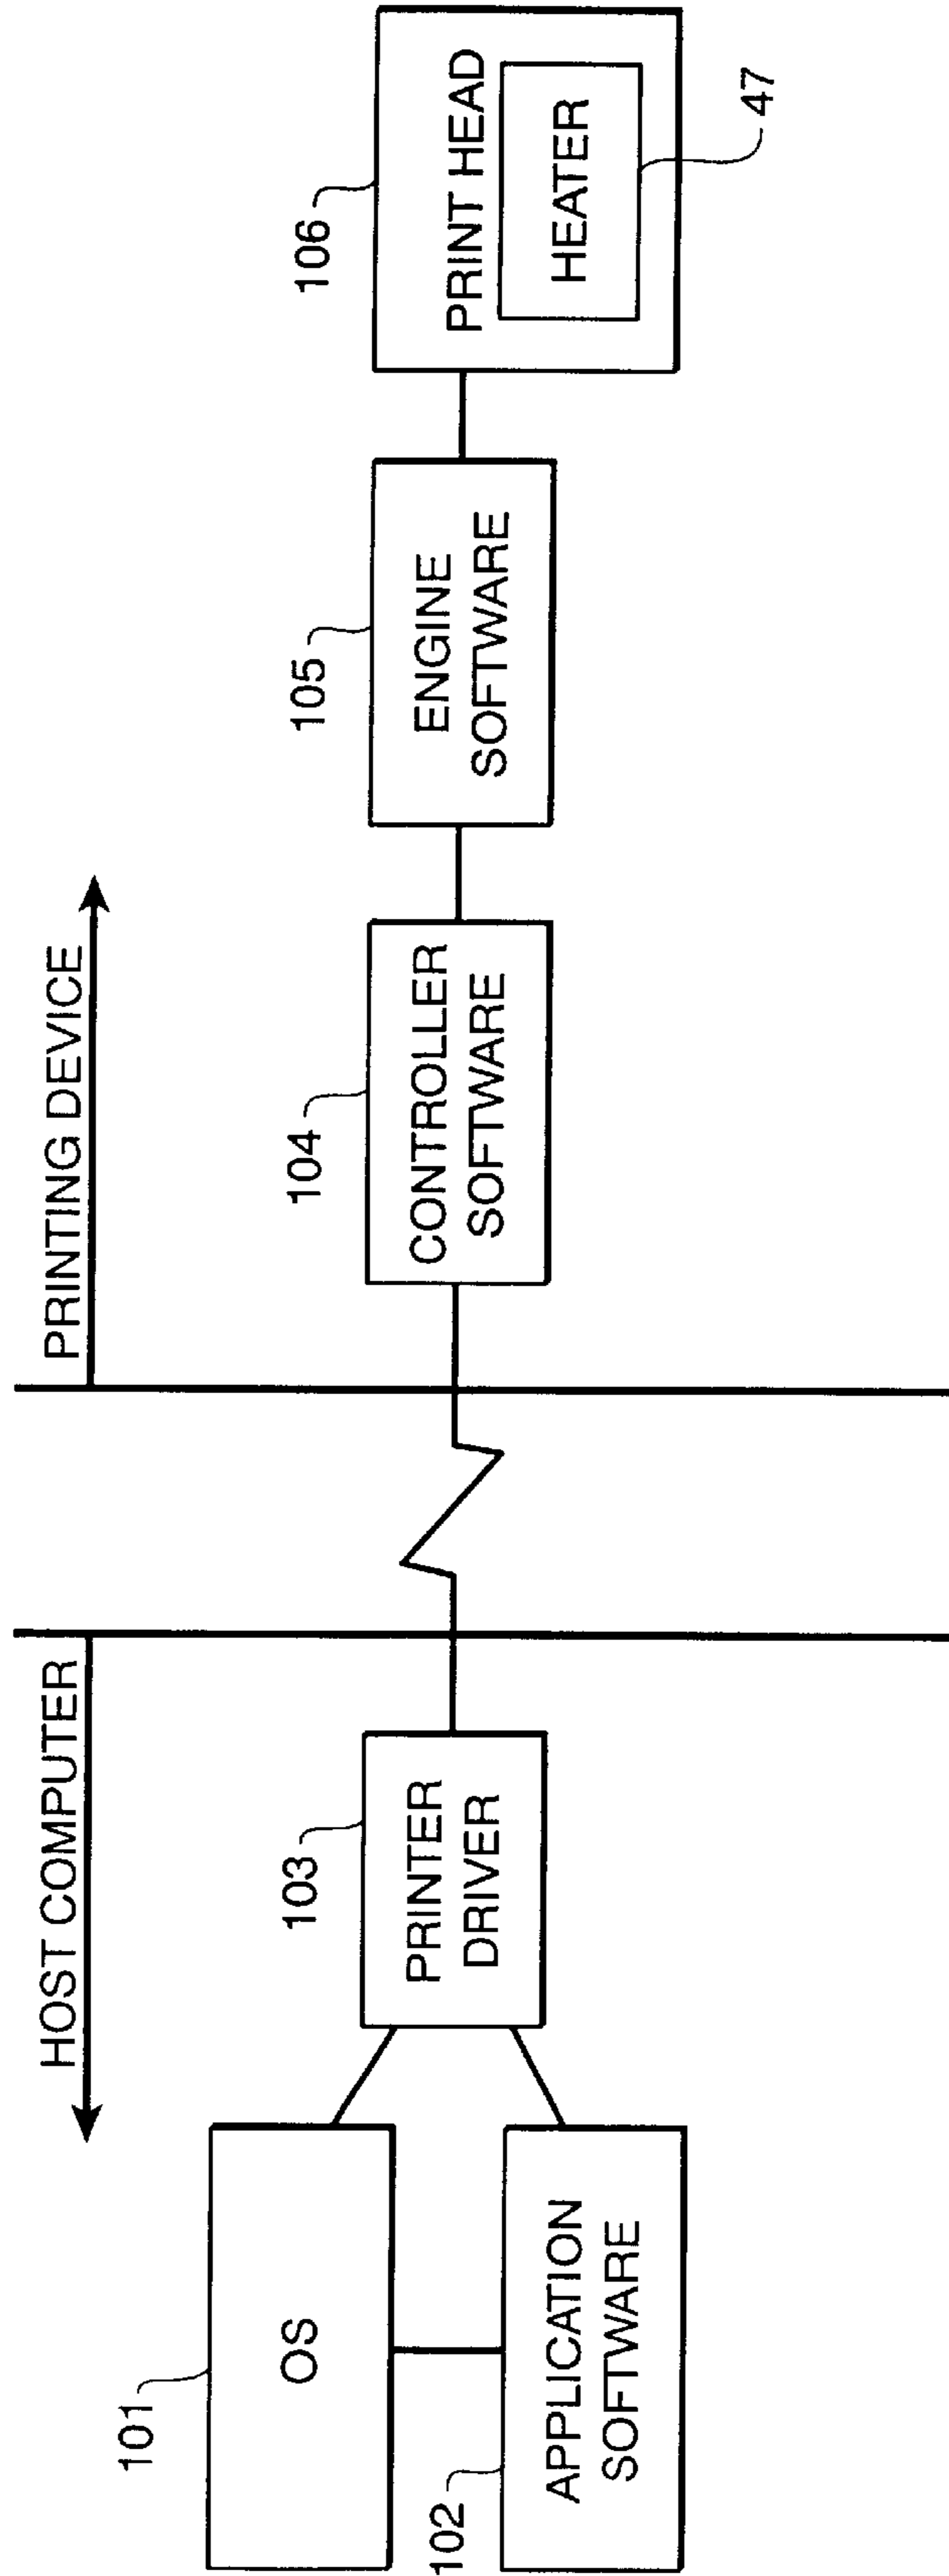 HOST COMPUTER
PRINTING DEVICE
101
OS
102
APPLICATION
SOFTWARE
103
PRINTER
DRIVER
104
CONTROLLER
SOFTWARE
105
ENGINE
SOFTWARE
106
PRINT HEAD
HEATER
47